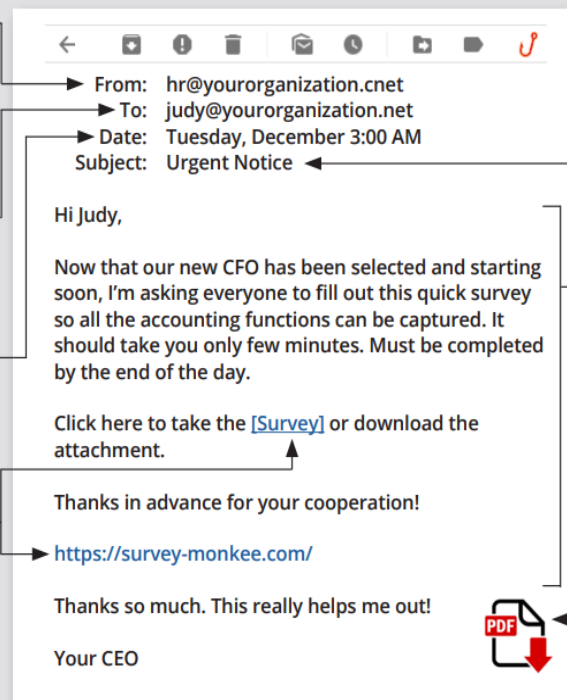 From: hr@yourorganization.cnet
To: judy@yourorganization.net
Date: Tuesday, December 3:00 AM
Subject: Urgent Notice
Hi Judy,
Now that our new CFO has been selected and starting
soon, I'm asking everyone to fill out this quick survey
so all the accounting functions can be captured. It
should take you only few minutes. Must be completed
by the end of the day.
Click here to take the [Survey] or download the
attachment.
Thanks in advance for your cooperation!
https://survey-monkee.com/
Thanks so much. This really helps me out!
PDF
Your CEO